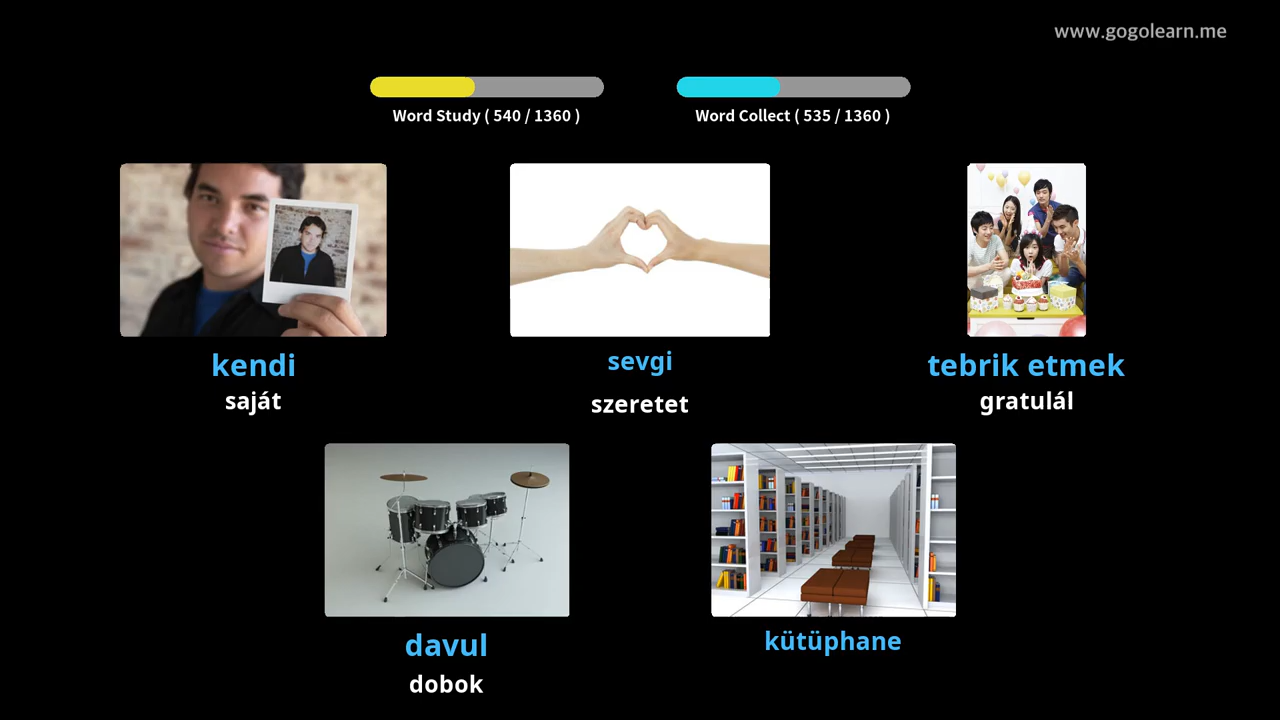 www.gogolearn.me
Word Study ( 540 / 1360 )
Word Collect ( 535 / 1360 )
kendi
saját
sevgi
szeretet
tebrik etmek
gratulál
davul
dobok
kütüphane